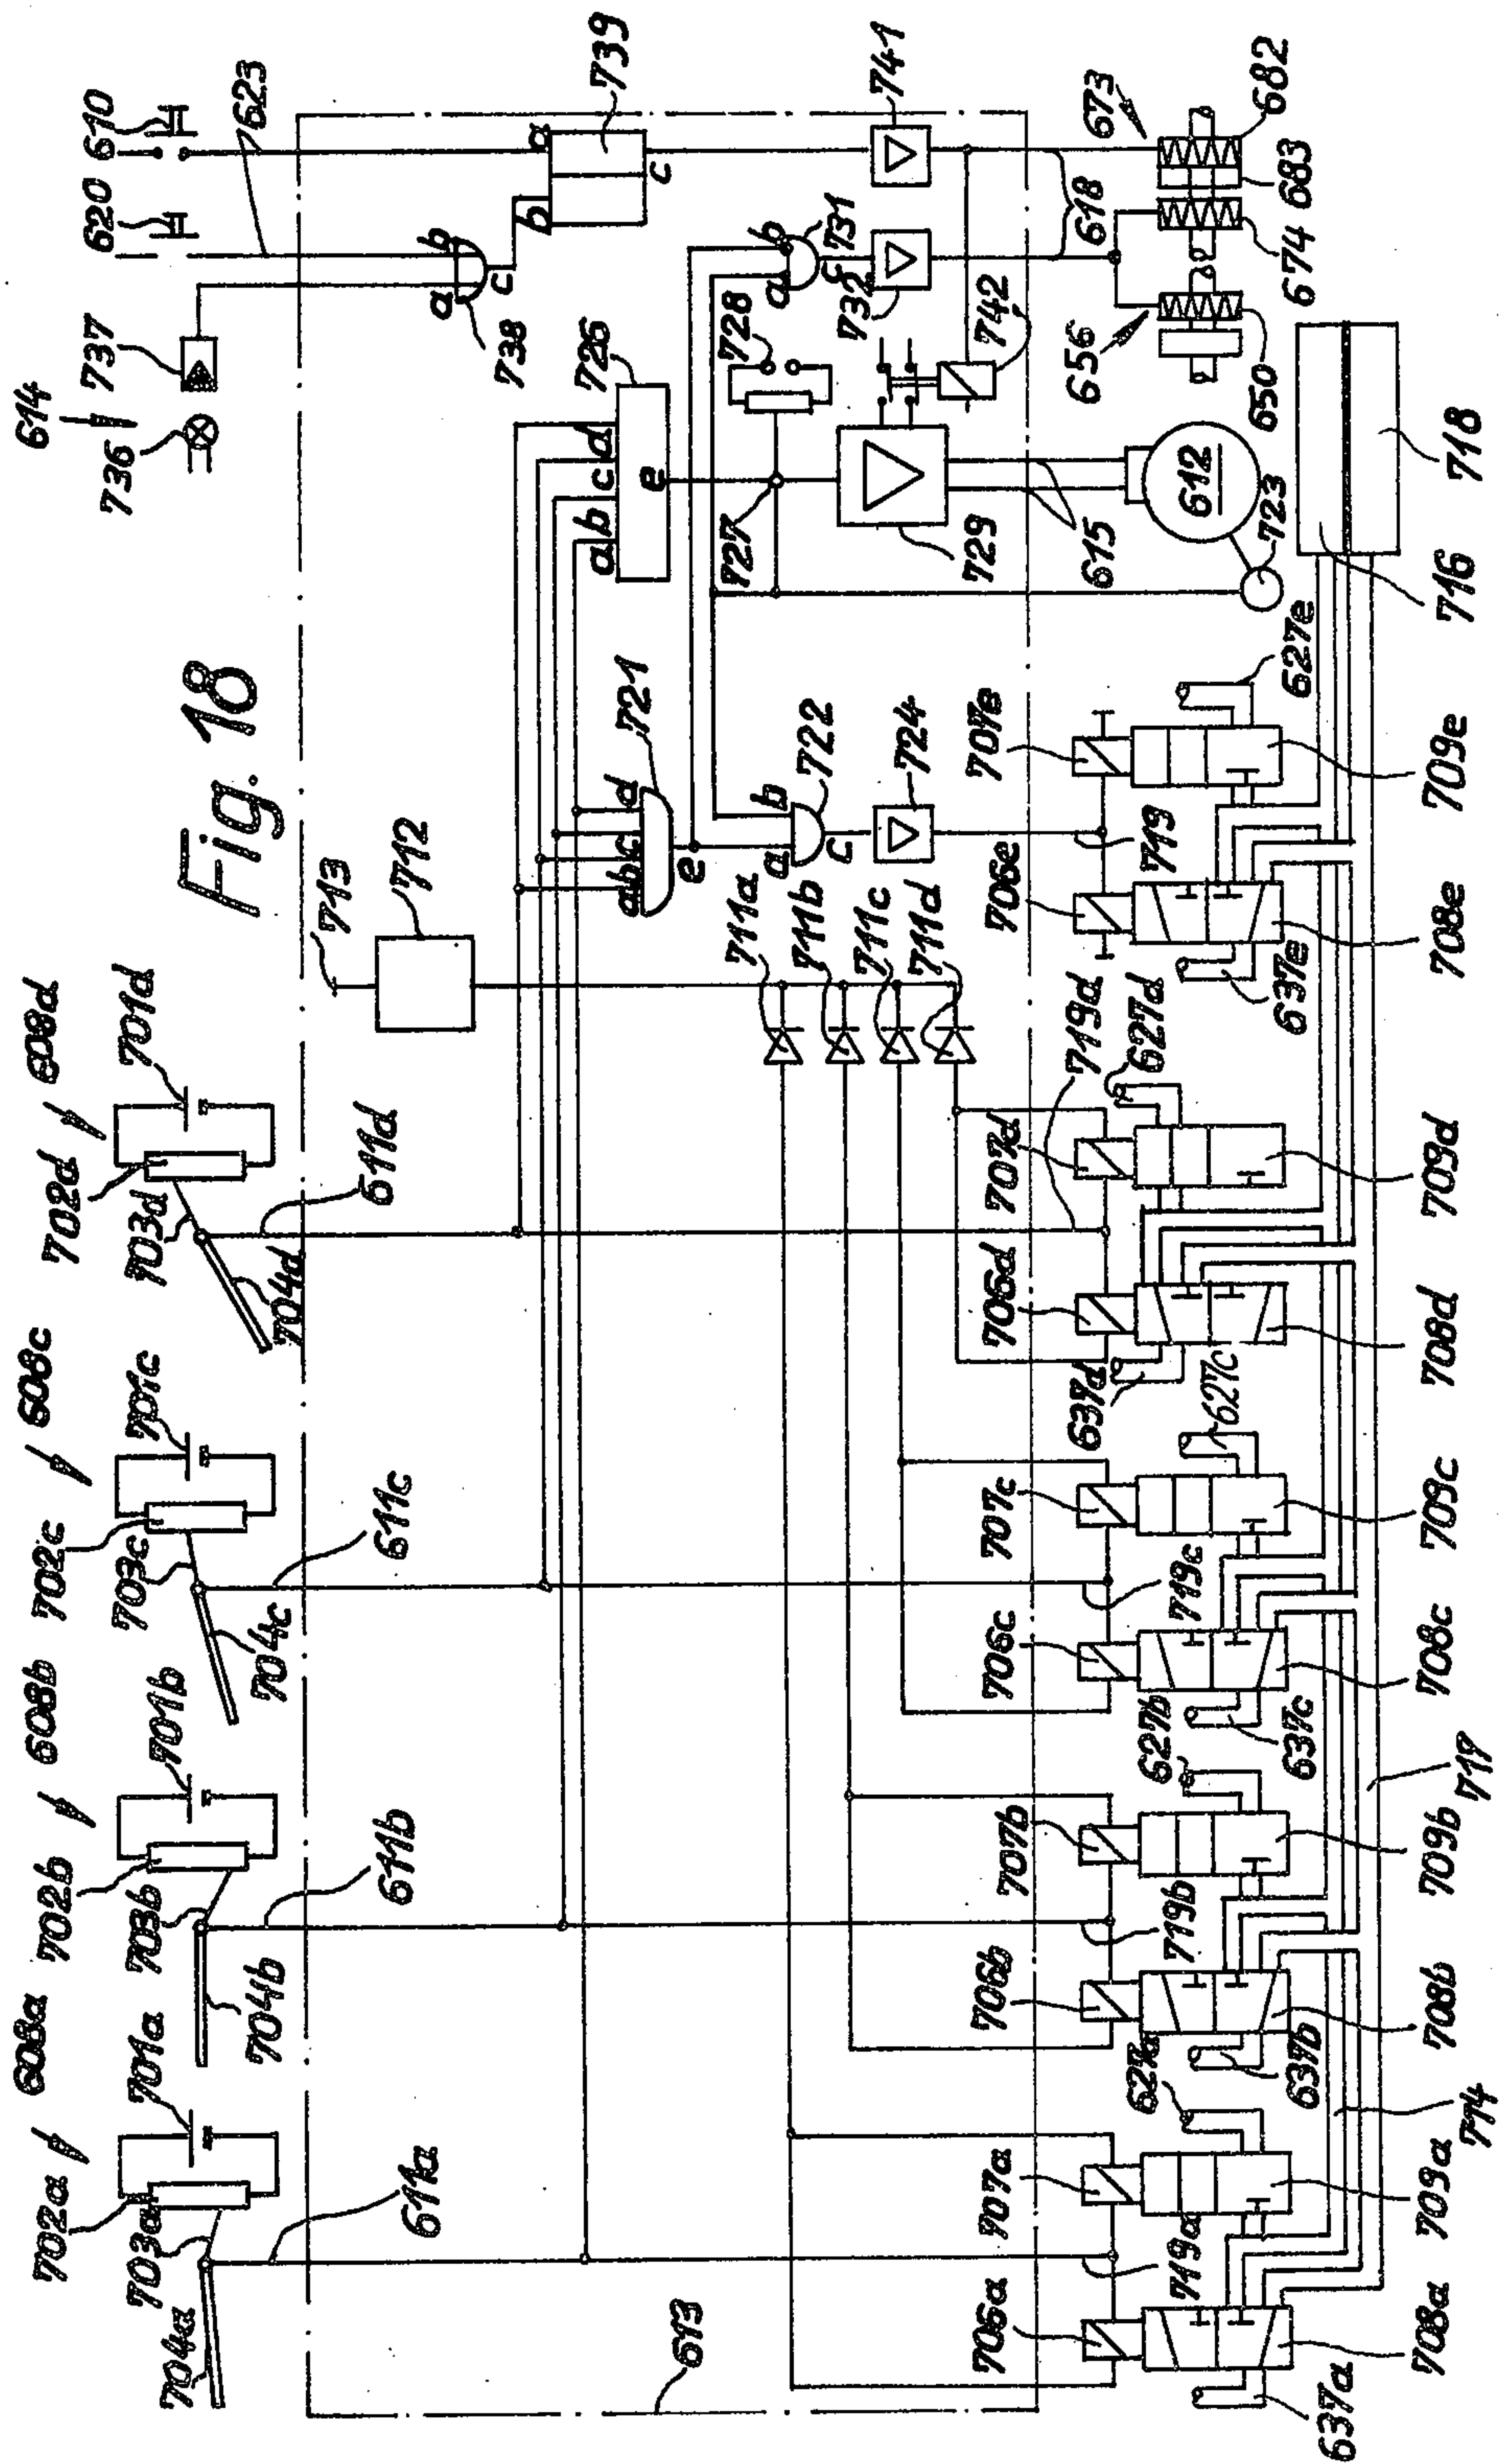 Fig. 18
608a
608b
608c
608d
702a
701a
702b
701b
702c
701c
702d
701d
703a
703b
703c
703d
704a
704b
704c
704d
611a
611b
611c
611d
613
713
712
614
736
737
620
610
623
a
b
c
738
a
b
c
739
a b c d
e
726
a b c d
e
721
a
b
c
722
724
a
b
c
731
732
727
728
729
741
742
618
615
612
723
656
650
673
674
683
682
711a
711b
711c
711d
706a
707a
719a
706b
707b
719b
706c
707c
719c
706d
707d
719d
706e
707e
719
637a
627a
637b
627b
637c
627c
637d
627d
637e
627e
708a
709a
714
708b
709b
717
708c
709c
708d
709d
708e
709e
716
718